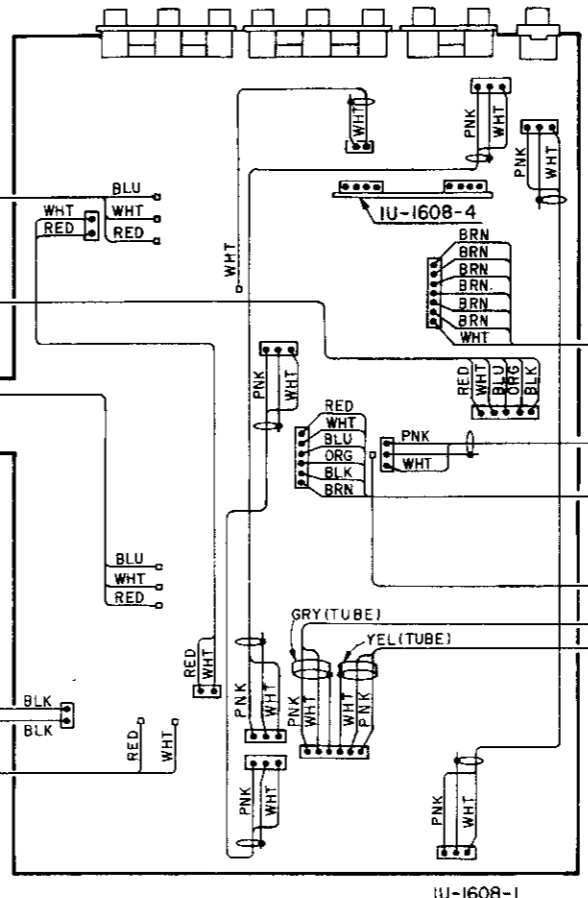 WHT
PNK
WHT
PNK
WHT
BLU
WHT
WHT
RED
RED
IU-1608-4
WHT
BRN
BRN
BRN
BRN
BRN
BRN
WHT
PNK
WHT
RED
WHT
BLU
ORG
BLK
RED
WHT
BLU
ORG
BLK
BRN
PNK
WHT
BLU
WHT
RED
GRY(TUBE)
YEL(TUBE)
RED
WHT
PNK
WHT
PNK
WHT
WHT
PNK
BLK
BLK
RED
WHT
PNK
WHT
PNK
WHT
IU-1608-1